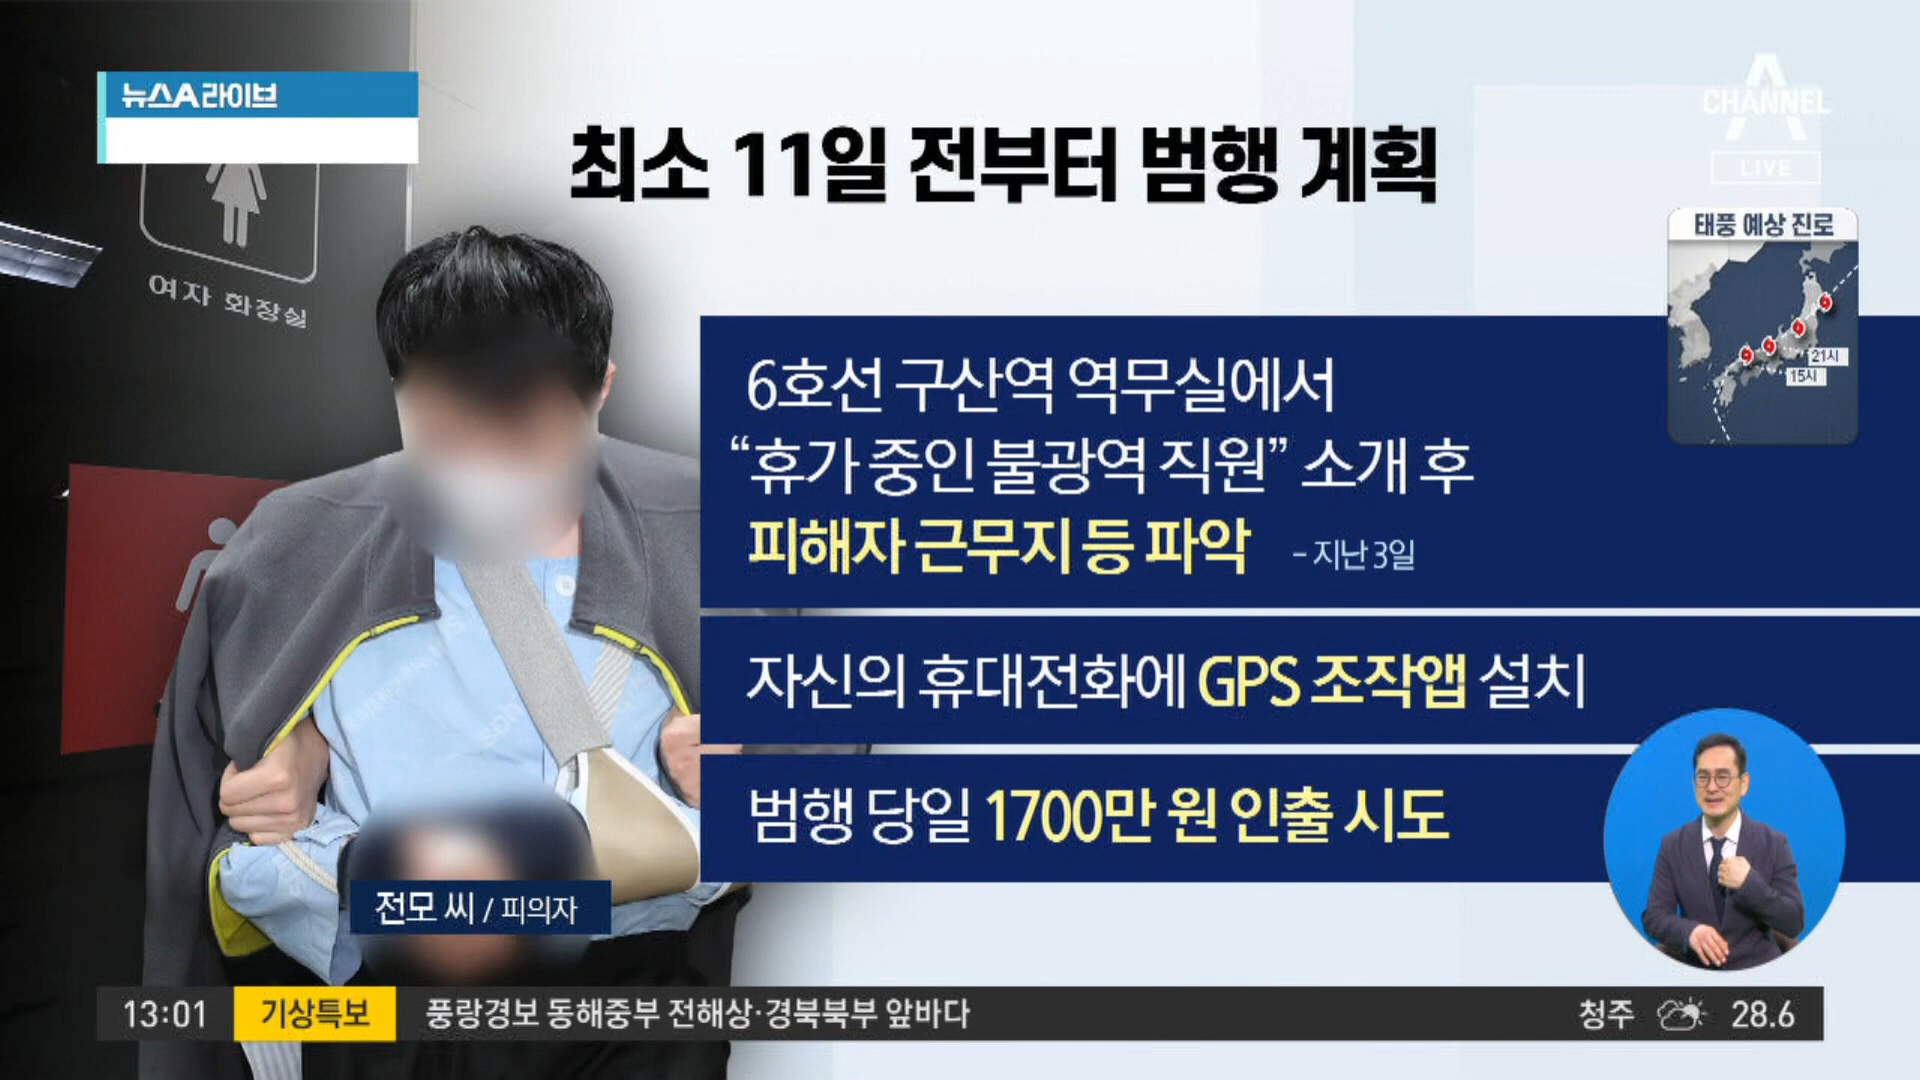 뉴스A라이브
CHANNEL A
LIVE
최소 11일 전부터 범행 계획
태풍 예상 진로
21시
15시
여자 화장실
6호선 구산역 역무실에서
“휴가 중인 불광역 직원” 소개 후
피해자 근무지 등 파악 - 지난 3일
자신의 휴대전화에 GPS 조작앱 설치
범행 당일 1700만 원 인출 시도
전모 씨 / 피의자
13:01 기상특보 풍랑경보 동해중부 전해상·경북북부 앞바다 청주 28.6